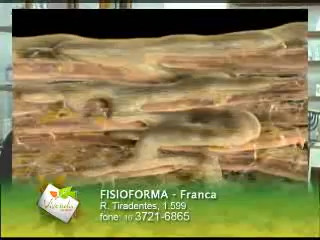 FISIOFORMA - Franca
R. Tiradentes, 1.599
fone: 16 3721-6865